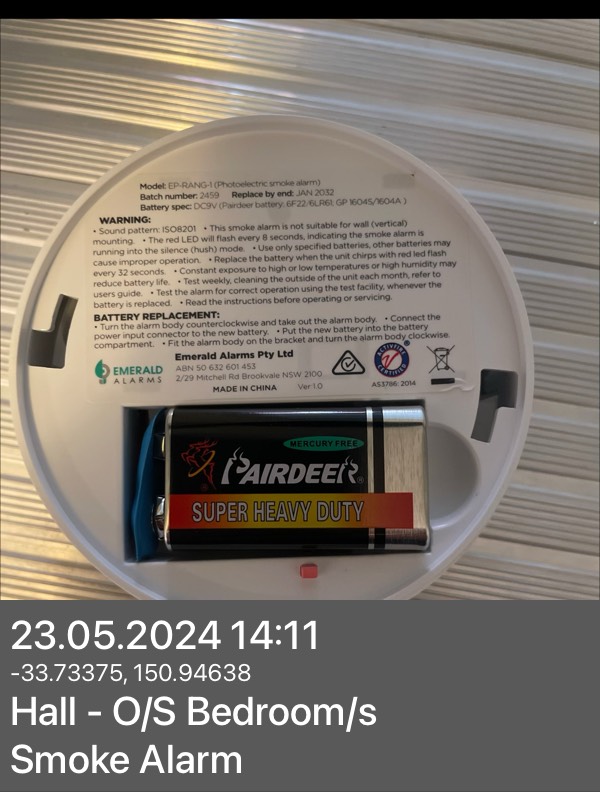 Model: EP-RANG-1 (Photoelectric smoke alarm)
Batch number: 2459 Replace by end: JAN 2032
Battery spec: DC9V (Pairdeer battery: 6F22/6LR61; GP 1604S/1604A )
WARNING:
• Sound pattern: ISO8201 • This smoke alarm is not suitable for wall (vertical)
mounting. • The red LED will flash every 8 seconds, indicating the smoke alarm is
running into the silence (hush) mode. • Use only specified batteries, other batteries may
cause improper operation. • Replace the battery when the unit chirps with red led flash
every 32 seconds. • Constant exposure to high or low temperatures or high humidity may
reduce battery life. • Test weekly, cleaning the outside of the unit each month, refer to
users guide. • Test the alarm for correct operation using the test facility, whenever the
battery is replaced. • Read the instructions before operating or servicing.
BATTERY REPLACEMENT:
• Turn the alarm body counterclockwise and take out the alarm body. • Connect the
power input connector to the new battery. • Put the new battery into the battery
compartment. • Fit the alarm body on the bracket and turn the alarm body clockwise.
Emerald Alarms Pty Ltd
ABN 50 632 601 453
2/29 Mitchell Rd Brookvale NSW 2100
MADE IN CHINA Ver 1.0
EMERALD
ALARMS
ACTIVFIRE
CERTIFIED
AS3786: 2014
MERCURY FREE
PAIRDEER
SUPER HEAVY DUTY
23.05.2024 14:11
-33.73375, 150.94638
Hall - O/S Bedroom/s
Smoke Alarm